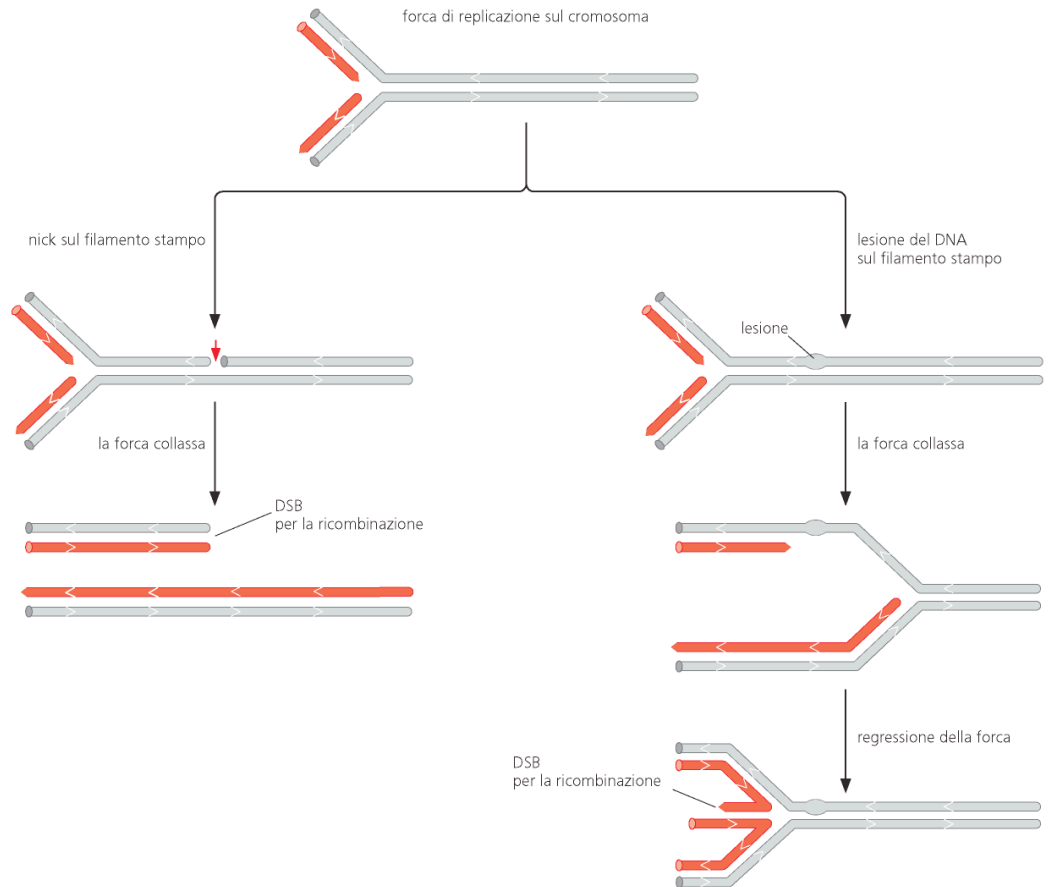 forca di replicazione sul cromosoma
nick sul filamento stampo
lesione del DNA
sul filamento stampo
lesione
la forca collassa
la forca collassa
DSB
per la ricombinazione
regressione della forca
DSB
per la ricombinazione